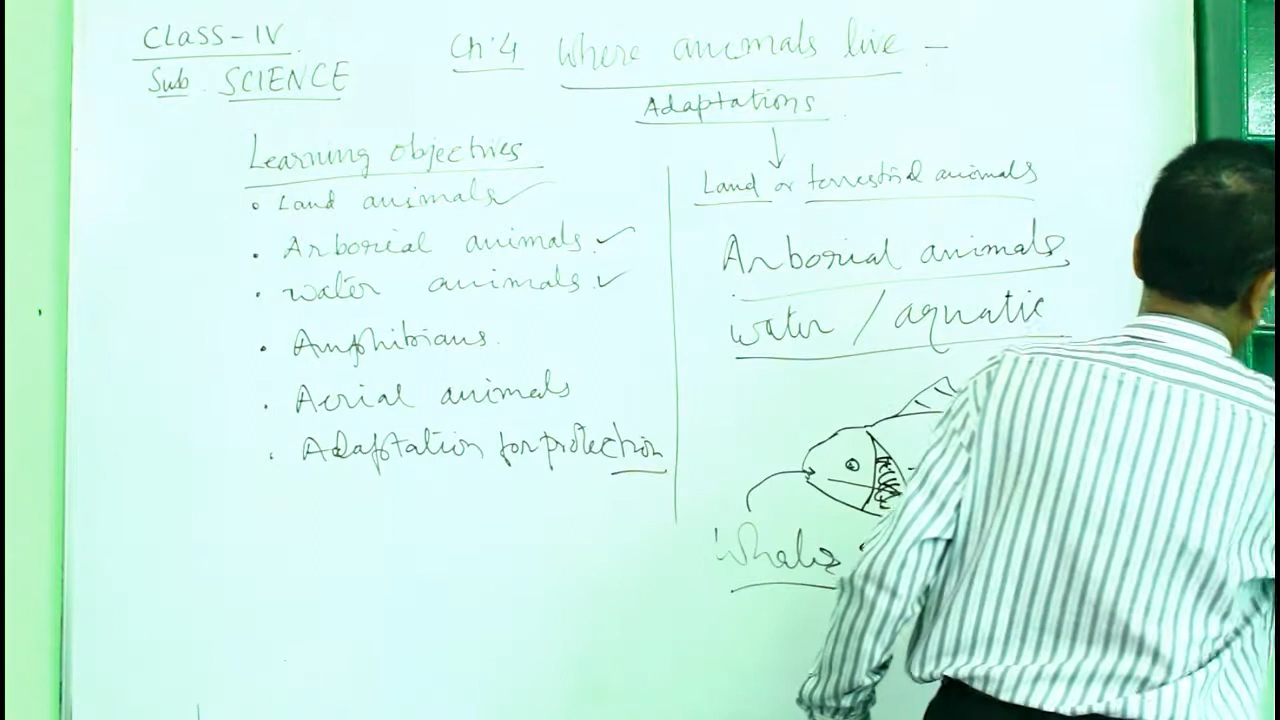 CLASS-IV
Sub. SCIENCE
Ch.4 Where animals live -
Adaptations
Learning objectives
• Land animals
• Arborial animals
• water animals
• Amphibians.
• Aerial animals
• Adaptation for protection
Land or terrestrial animals
Arborial animals
water / aquatic
Whales